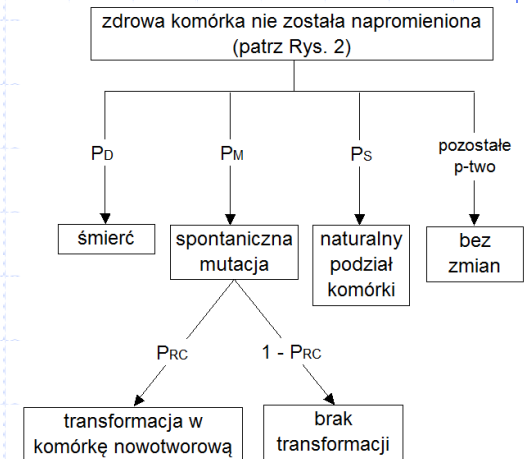 zdrowa komórka nie została napromieniona
(patrz Rys. 2)
PD
PM
PS
pozostałe
p-two
śmierć
spontaniczna
mutacja
naturalny
podział
komórki
bez
zmian
PRC
1 - PRC
transformacja w
komórkę nowotworową
brak
transformacji